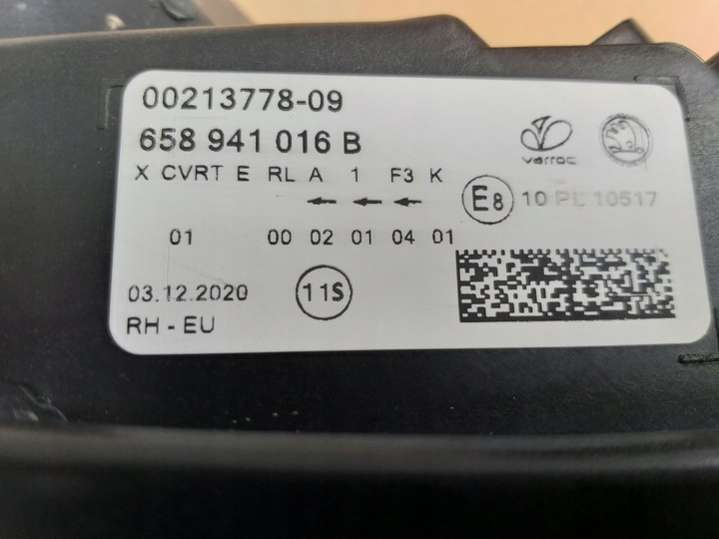 00213778-09
658 941 016 B
varroc
X CVRT E RL A 1 F3 K
← ← ←
E8 10 PL 10517
01 00 02 01 04 01
03.12.2020 11S
RH - EU